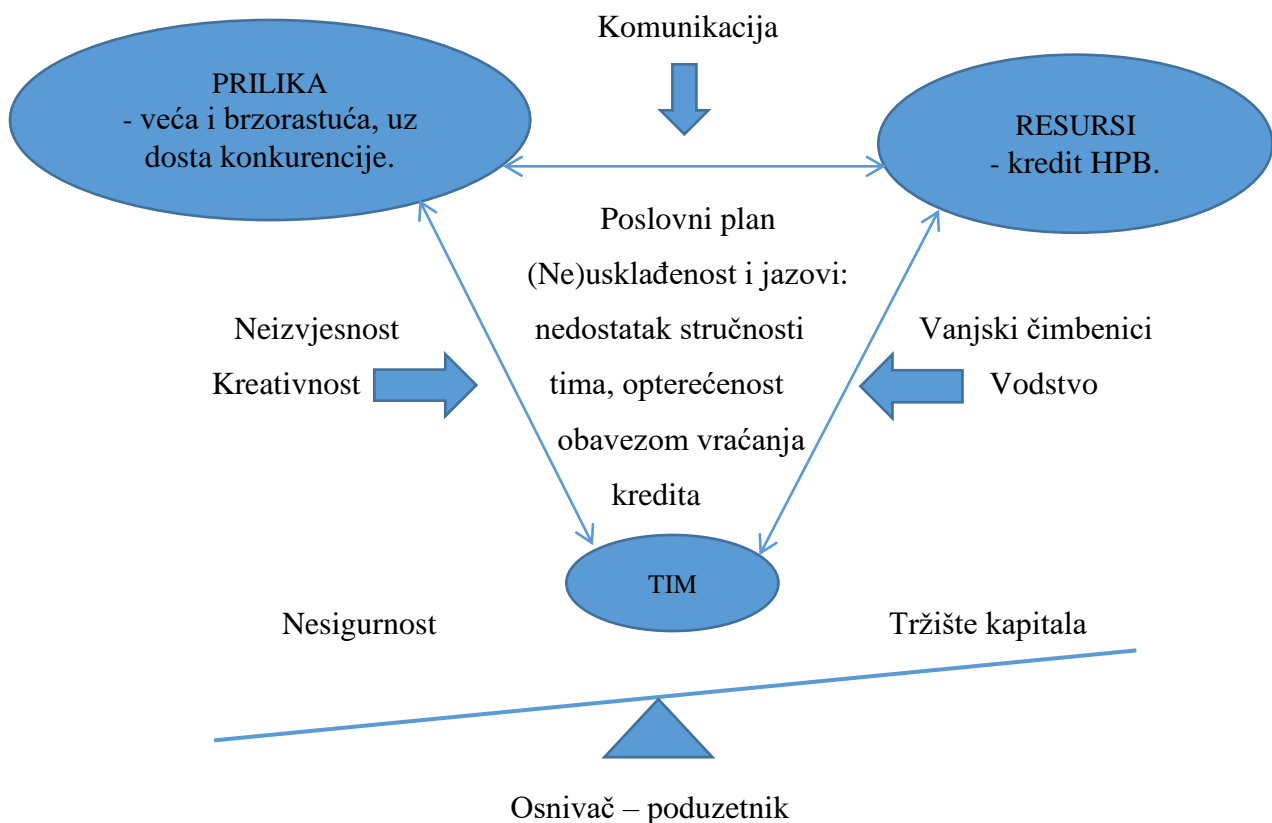 Komunikacija
PRILIKA
- veća i brzorastuća, uz
dosta konkurencije.
RESURSI
- kredit HPB.
Poslovni plan
(Ne)usklađenost i jazovi:
nedostatak stručnosti
tima, opterećenost
obavezom vraćanja
kredita
Neizvjesnost
Kreativnost
Vanjski čimbenici
Vodstvo
TIM
Nesigurnost
Tržište kapitala
Osnivač – poduzetnik